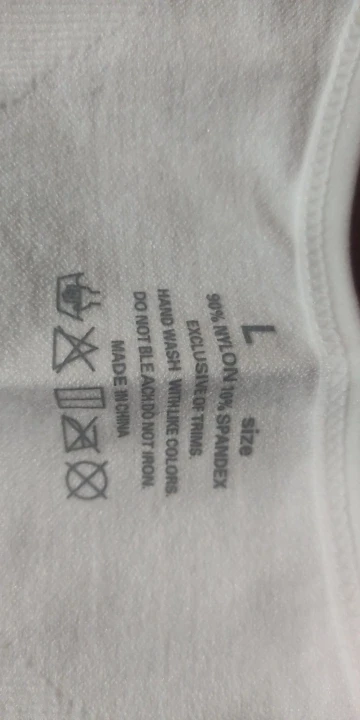 L size
90% NYLON 10% SPANDEX
EXCLUSIVE OF TRIMS.
HAND WASH WITH LIKE COLORS.
DO NOT BLEACH.DO NOT IRON.
MADE IN CHINA